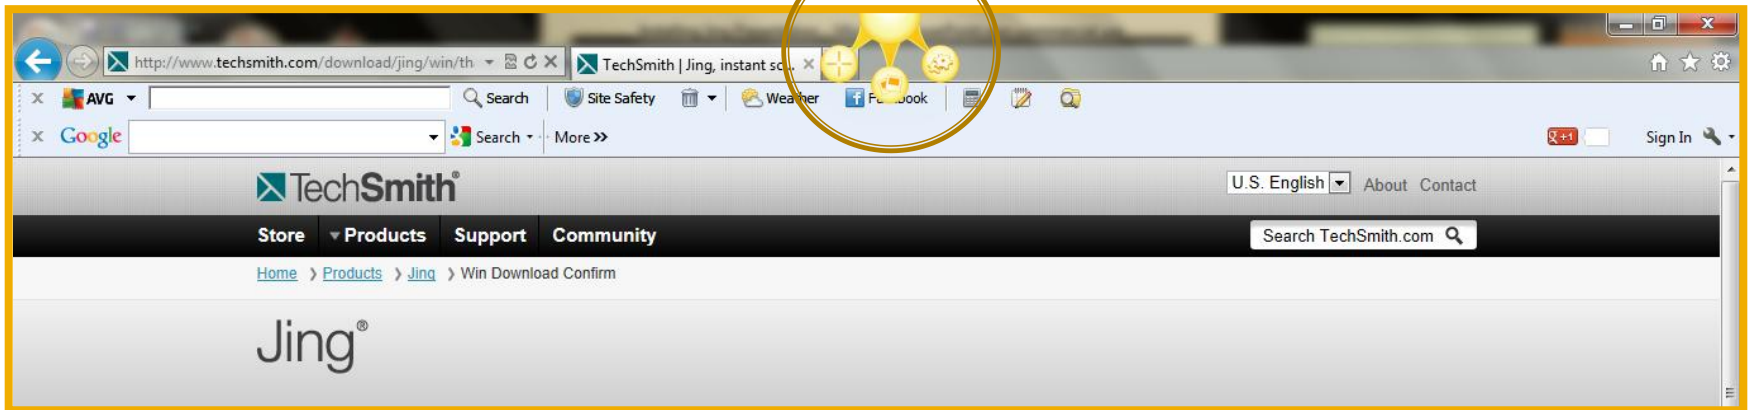 http://www.techsmith.com/download/jing/win/th TechSmith | Jing, instant sc...
AVG Search Site Safety Weather
Google Search More >> g+1 Sign In
TechSmith® U.S. English About Contact
Store Products Support Community Search TechSmith.com
Home > Products > Jing > Win Download Confirm
Jing®